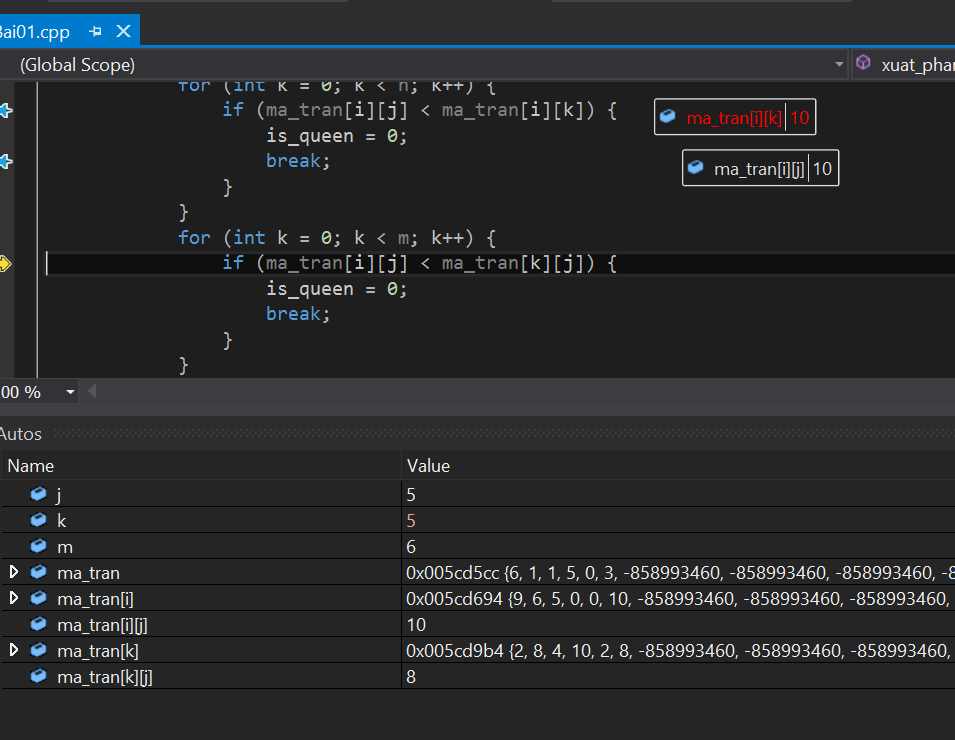 Bai01.cpp
(Global Scope)
xuat_phan
for (int k = 0; k < n; k++) {
if (ma_tran[i][j] < ma_tran[i][k]) {
ma_tran[i][k] 10
is_queen = 0;
break;
ma_tran[i][j] 10
}
}
for (int k = 0; k < m; k++) {
if (ma_tran[i][j] < ma_tran[k][j]) {
is_queen = 0;
break;
}
}
00 %
Autos
Name Value
j 5
k 5
m 6
ma_tran 0x005cd5cc {6, 1, 1, 5, 0, 3, -858993460, -858993460, -858993460, -8
ma_tran[i] 0x005cd694 {9, 6, 5, 0, 0, 10, -858993460, -858993460, -858993460,
ma_tran[i][j] 10
ma_tran[k] 0x005cd9b4 {2, 8, 4, 10, 2, 8, -858993460, -858993460, -858993460,
ma_tran[k][j] 8